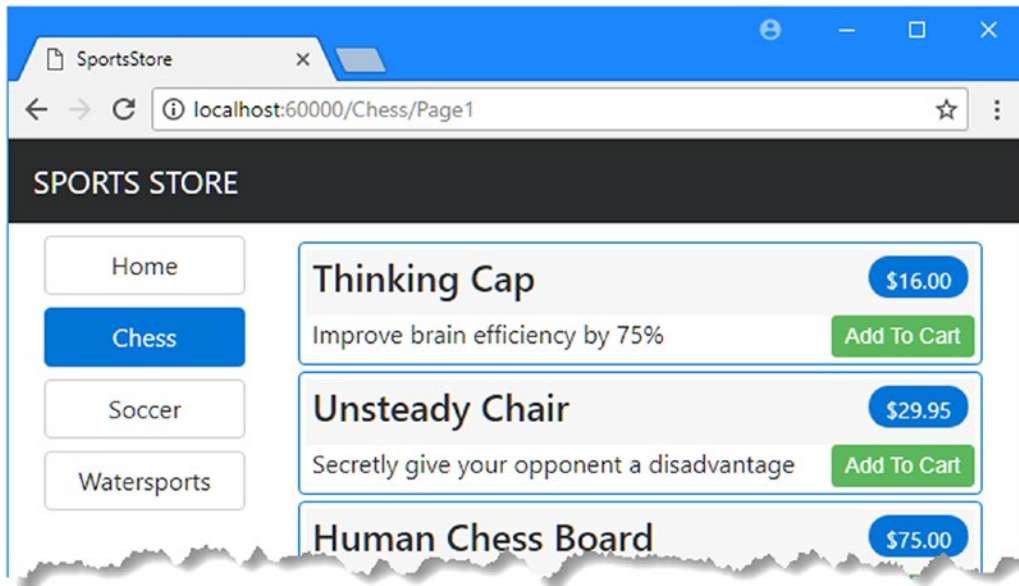 SportsStore
localhost:60000/Chess/Page1
SPORTS STORE
Home
Chess
Soccer
Watersports
Thinking Cap
$16.00
Improve brain efficiency by 75%
Add To Cart
Unsteady Chair
$29.95
Secretly give your opponent a disadvantage
Add To Cart
Human Chess Board
$75.00